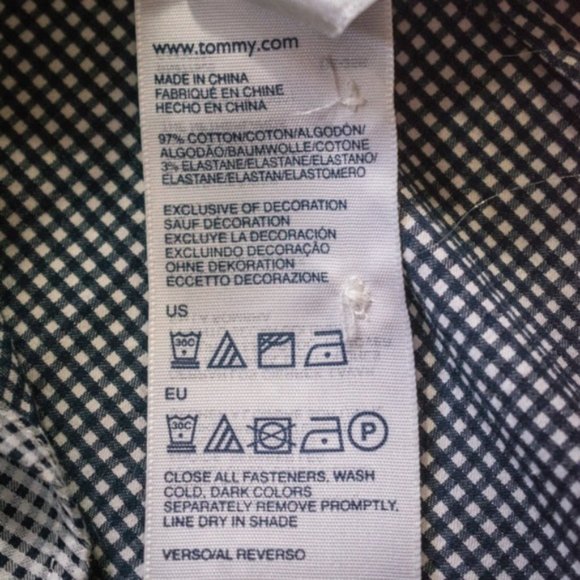 www.tommy.com
MADE IN CHINA
FABRIQUÉ EN CHINE
HECHO EN CHINA
97% COTTON/COTON/ALGODÓN/
ALGODÃO/BAUMWOLLE/COTONE
3% ELASTANE/ELASTANE/ELASTANO/
ELASTANE/ELASTAN/ELASTOMERO
EXCLUSIVE OF DECORATION
SAUF DÉCORATION
EXCLUYE LA DECORACIÓN
EXCLUINDO DECORAÇÃO
OHNE DEKORATION
ECCETTO DECORAZIONE
US
30C
EU
30C P
CLOSE ALL FASTENERS. WASH
COLD, DARK COLORS
SEPARATELY REMOVE PROMPTLY.
LINE DRY IN SHADE
VERSO/AL REVERSO